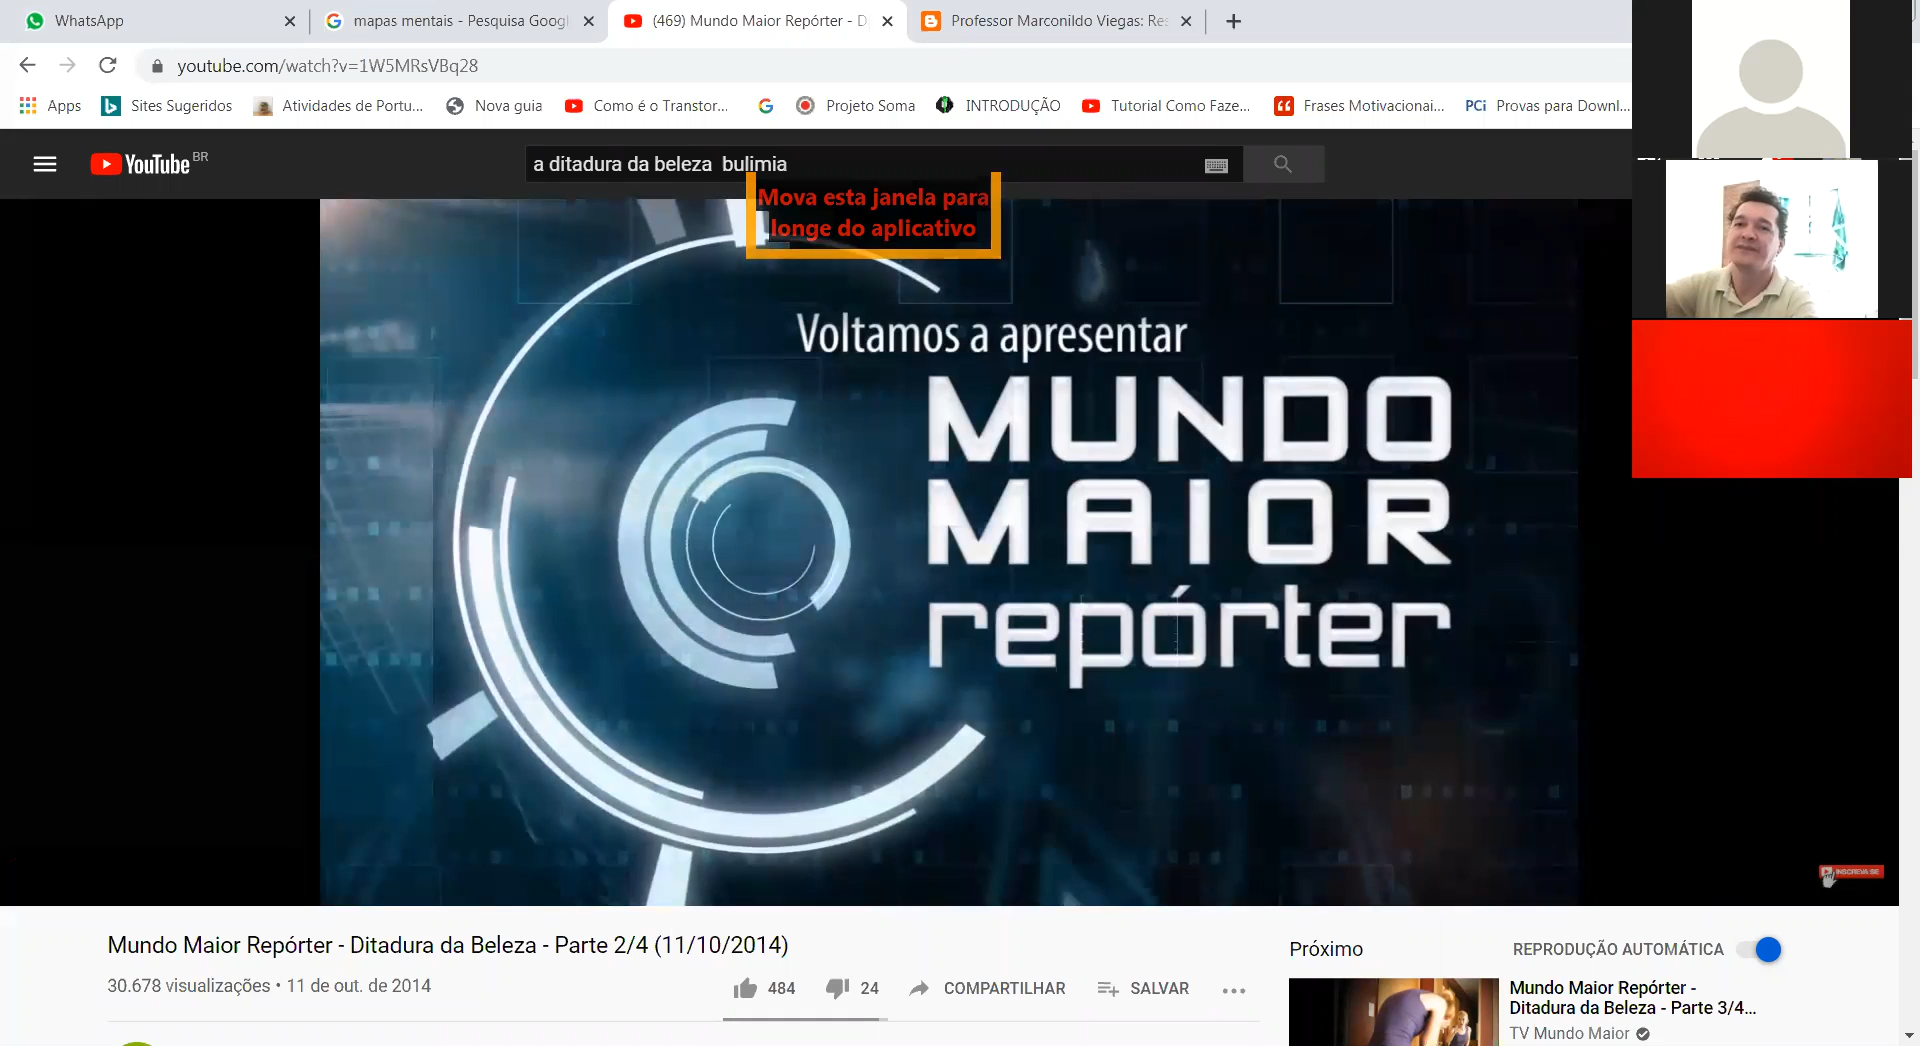 WhatsApp
mapas mentais - Pesquisa Googl
(469) Mundo Maior Repórter - D
Professor Marconildo Viegas: Res
youtube.com/watch?v=1W5MRsVBq28
Apps
Sites Sugeridos
Atividades de Portu...
Nova guia
Como é o Transtor...
Projeto Soma
INTRODUÇÃO
Tutorial Como Faze...
Frases Motivacionai...
PCi Provas para Downl...
YouTube BR
a ditadura da beleza bulimia
Mova esta janela para
longe do aplicativo
Voltamos a apresentar
MUNDO
MAIOR
repórter
INSCREVA-SE
Mundo Maior Repórter - Ditadura da Beleza - Parte 2/4 (11/10/2014)
30.678 visualizações • 11 de out. de 2014
484
24
COMPARTILHAR
SALVAR
Próximo
REPRODUÇÃO AUTOMÁTICA
Mundo Maior Repórter -
Ditadura da Beleza - Parte 3/4...
TV Mundo Maior